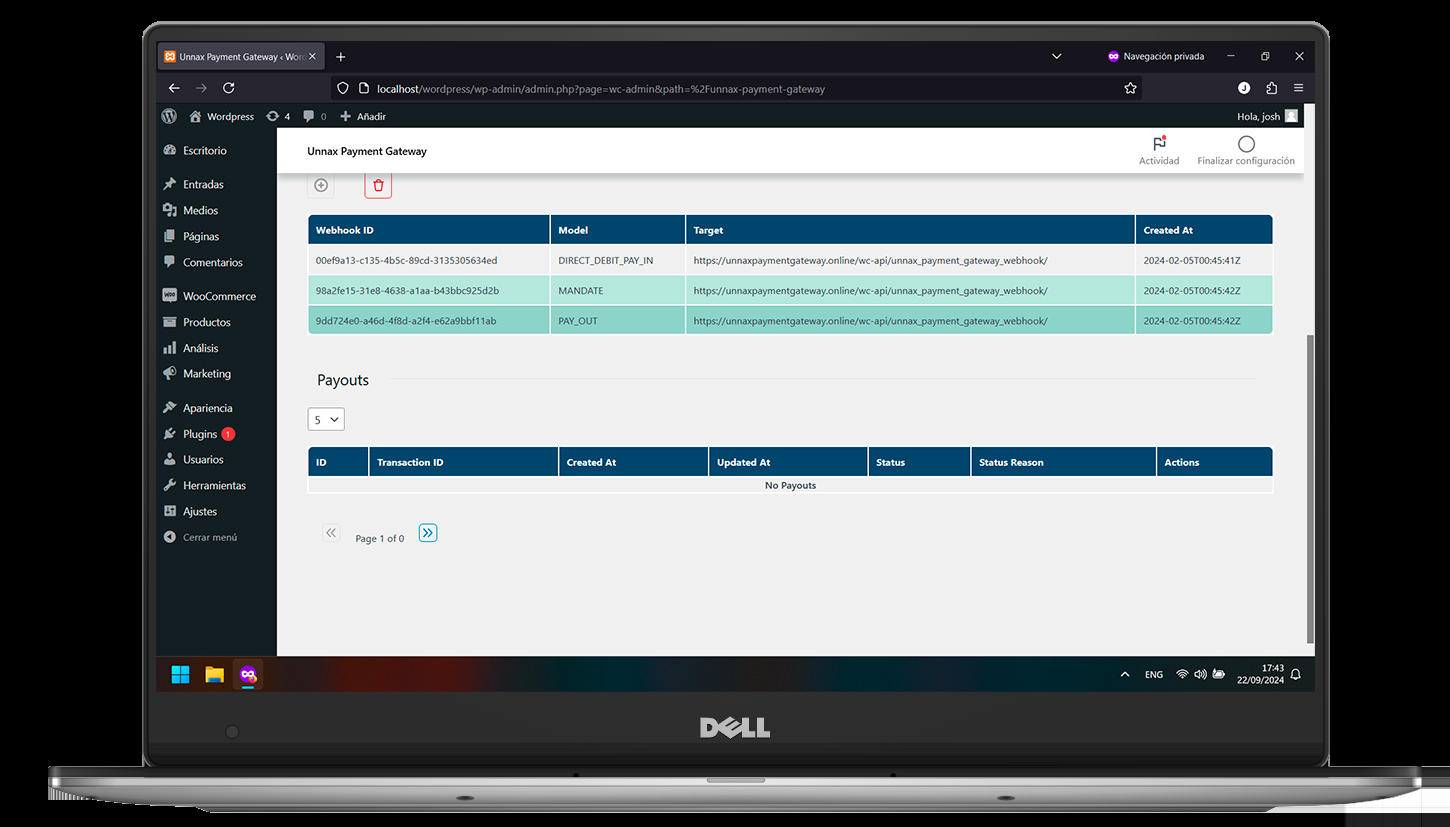 Unnax Payment Gateway ‹ Wor
Navegación privada
localhost/wordpress/wp-admin/admin.php?page=wc-admin&path=%2Funnax-payment-gateway
J
Wordpress 4 0 Añadir
Hola, josh
Escritorio
Entradas
Medios
Páginas
Comentarios
WooCommerce
Productos
Análisis
Marketing
Apariencia
Plugins 1
Usuarios
Herramientas
Ajustes
Cerrar menú
Unnax Payment Gateway
Actividad
Finalizar configuración
Webhook ID Model Target Created At
00ef9a13-c135-4b5c-89cd-3135305634ed DIRECT_DEBIT_PAY_IN https://unnaxpaymentgateway.online/wc-api/unnax_payment_gateway_webhook/ 2024-02-05T00:45:41Z
98a2fe15-31e8-4638-a1aa-b43bbc925d2b MANDATE https://unnaxpaymentgateway.online/wc-api/unnax_payment_gateway_webhook/ 2024-02-05T00:45:42Z
9dd724e0-a46d-4f8d-a2f4-e62a9bbf11ab PAY_OUT https://unnaxpaymentgateway.online/wc-api/unnax_payment_gateway_webhook/ 2024-02-05T00:45:42Z
Payouts
5
ID Transaction ID Created At Updated At Status Status Reason Actions
No Payouts
Page 1 of 0
ENG
17:43
22/09/2024
DELL